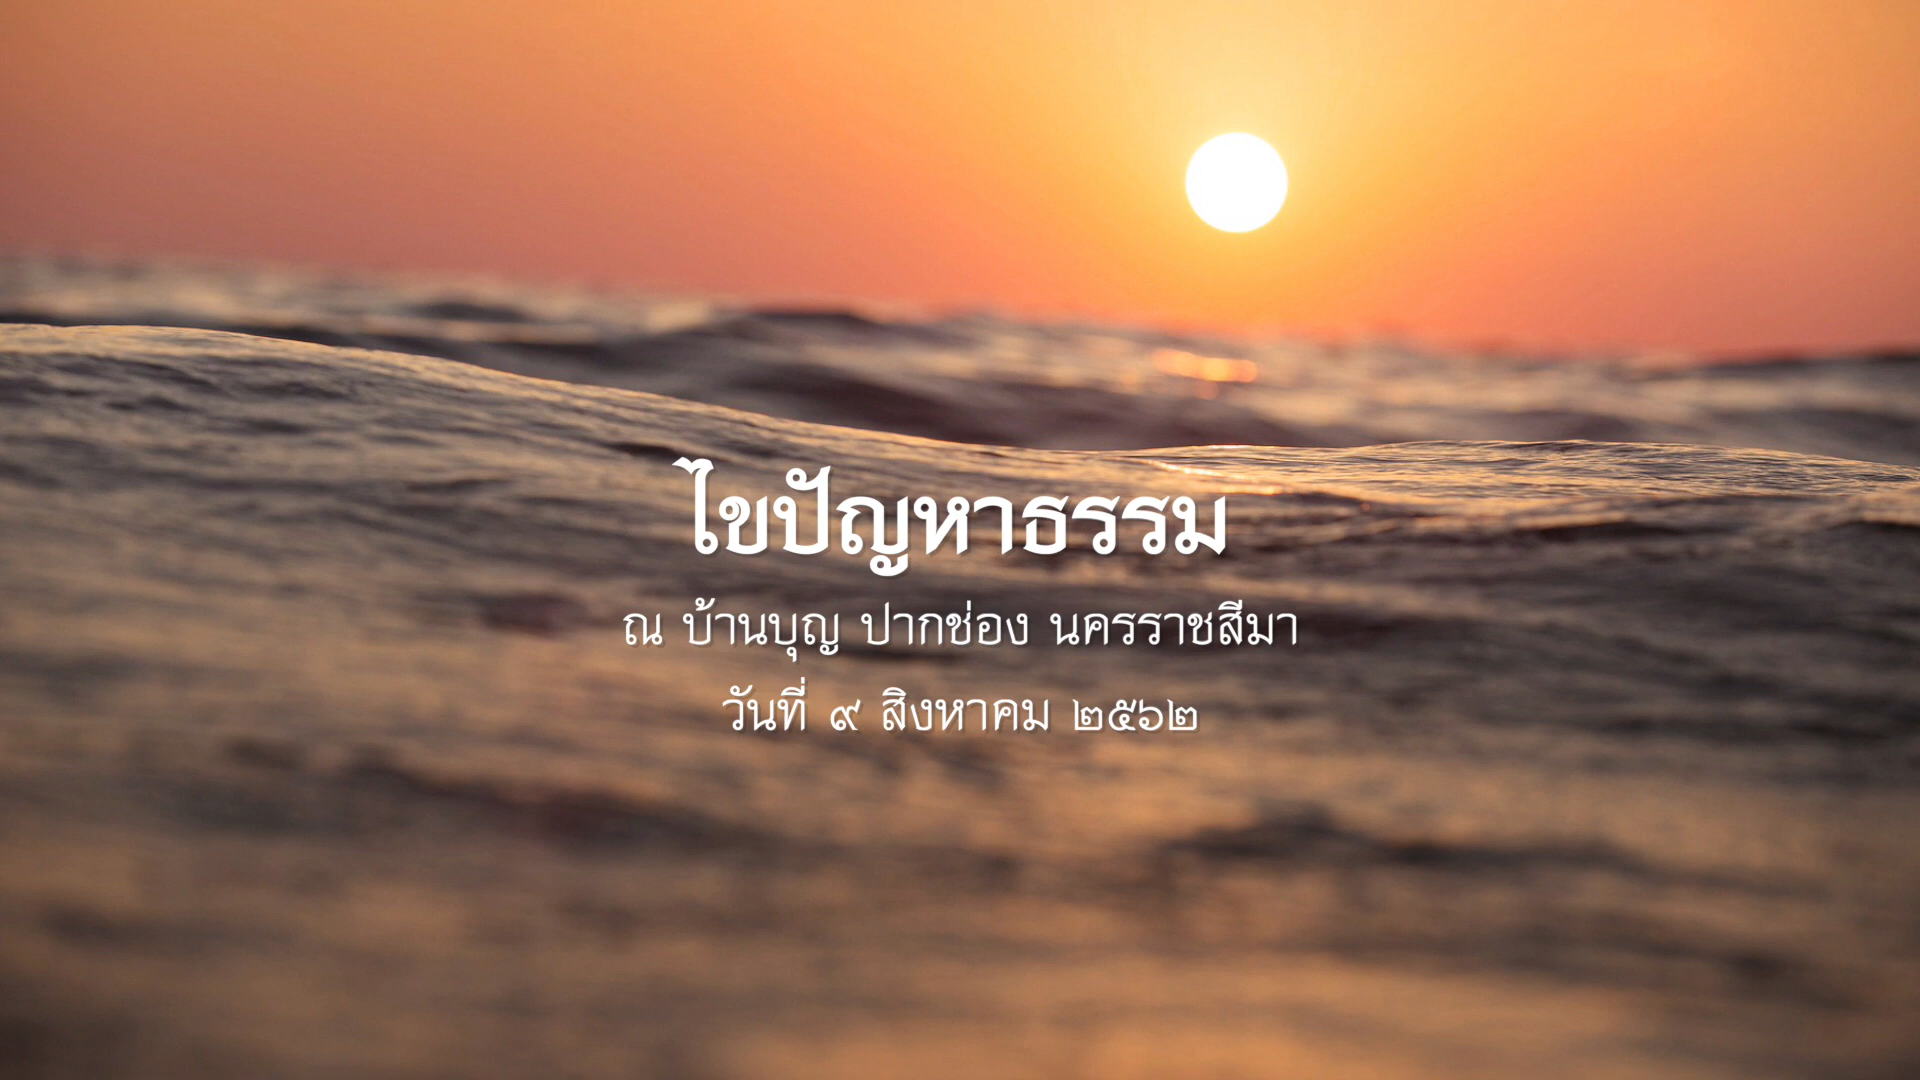 ไขปัญหาธรรม
ณ บ้านบุญ ปากช่อง นครราชสีมา
วันที่ ๙ สิงหาคม ๒๕๖๒